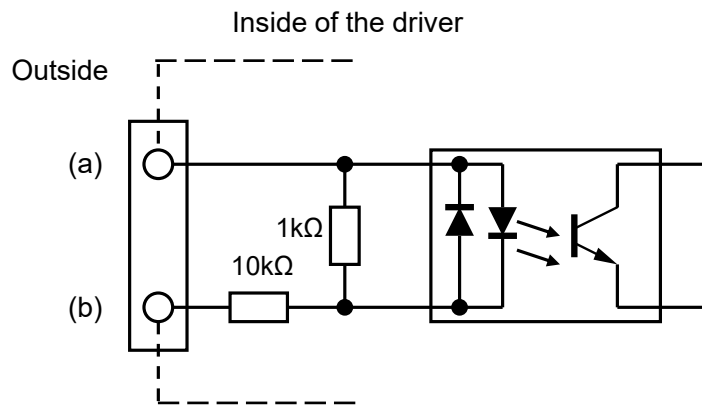 Inside of the driver
Outside
(a)
1kΩ
10kΩ
(b)